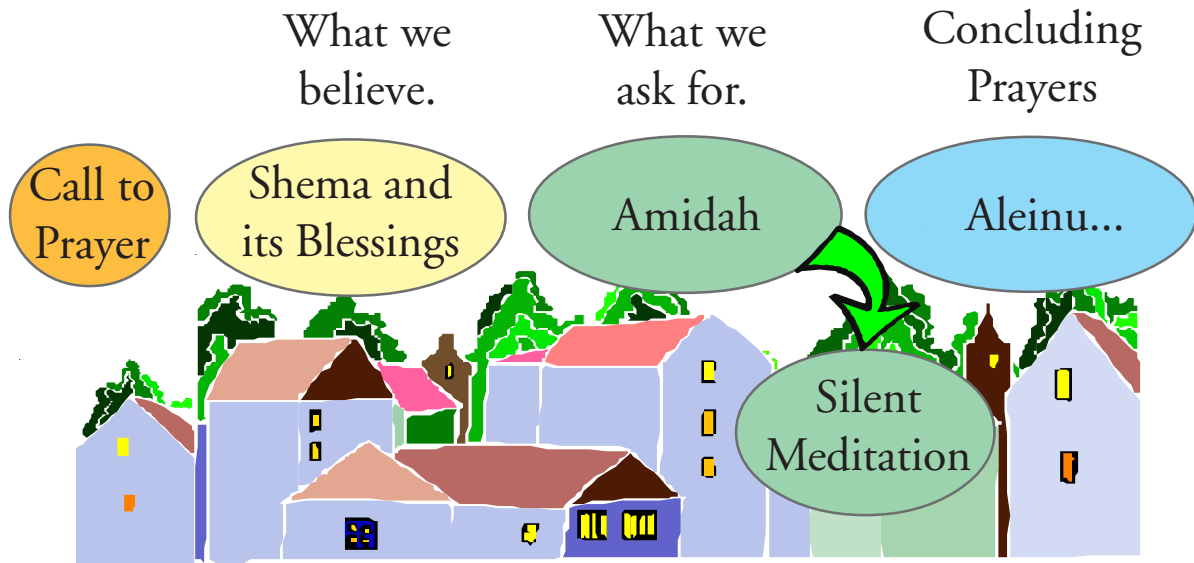 What we
believe.
What we
ask for.
Concluding
Prayers
Call to
Prayer
Shema and
its Blessings
Amidah
Aleinu...
Silent
Meditation